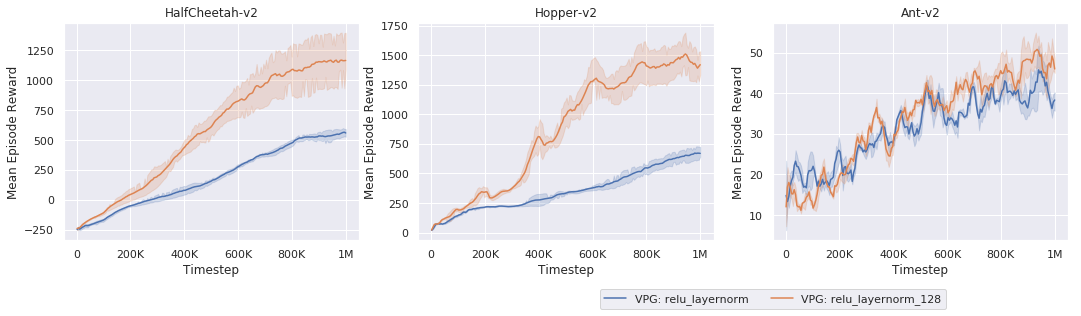 HalfCheetah-v2
Mean Episode Reward
1250
1000
750
500
250
0
−250
0 200K 400K 600K 800K 1M
Timestep
Hopper-v2
Mean Episode Reward
1750
1500
1250
1000
750
500
250
0
0 200K 400K 600K 800K 1M
Timestep
Ant-v2
Mean Episode Reward
50
40
30
20
10
0 200K 400K 600K 800K 1M
Timestep
VPG: relu_layernorm VPG: relu_layernorm_128